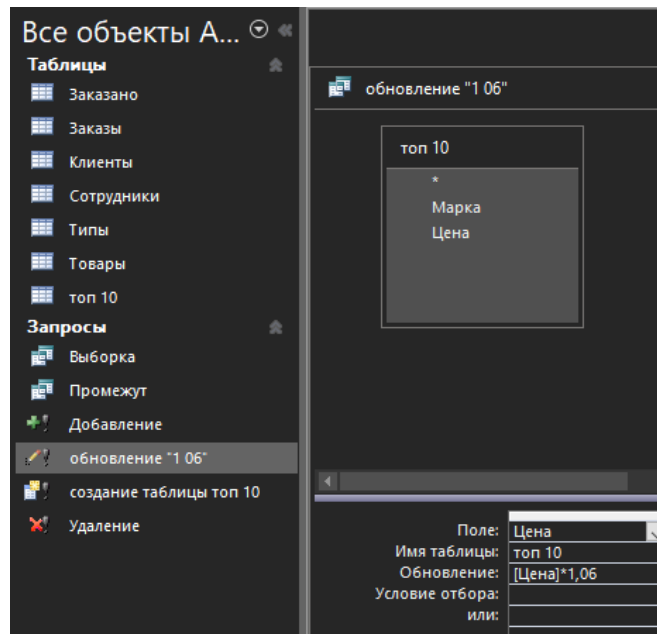 Все объекты A...
Таблицы
Заказано
Заказы
Клиенты
Сотрудники
Типы
Товары
топ 10
Запросы
Выборка
Промежут
Добавление
обновление "1 06"
создание таблицы топ 10
Удаление
обновление "1 06"
топ 10
*
Марка
Цена
Поле: Цена
Имя таблицы: топ 10
Обновление: [Цена]*1,06
Условие отбора:
или: